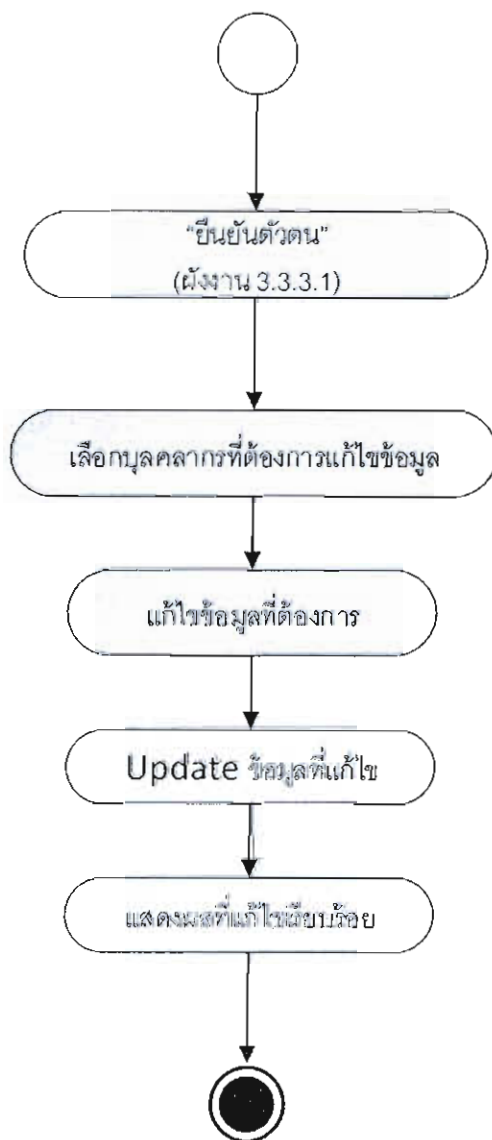 "ยืนยันตัวตน"
(ผังงาน 3.3.3.1)
เลือกบุลคลากรที่ต้องการแก้ไขข้อมูล
แก้ไขข้อมูลที่ต้องการ
Update ข้อมูลที่แก้ไข
แสดงผลที่แก้ไขเรียบร้อย